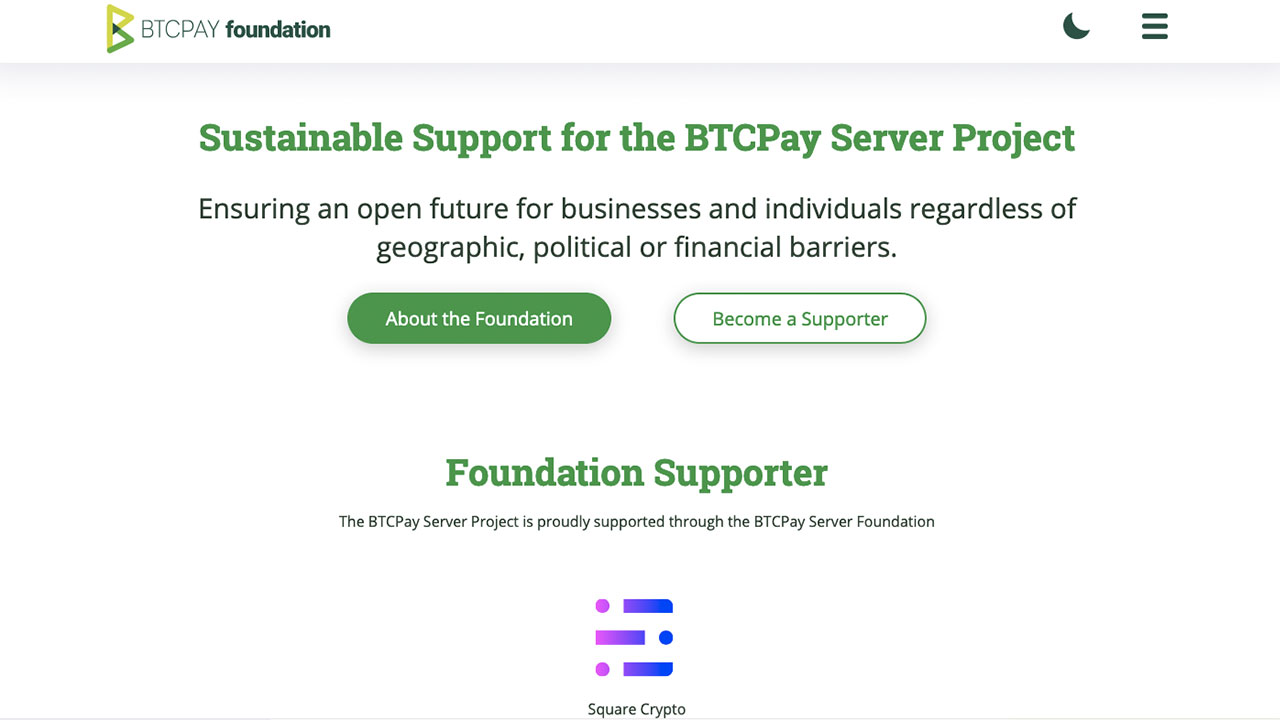 BTCPAY foundation
Sustainable Support for the BTCPay Server Project
Ensuring an open future for businesses and individuals regardless of
geographic, political or financial barriers.
About the Foundation
Become a Supporter
Foundation Supporter
The BTCPay Server Project is proudly supported through the BTCPay Server Foundation
Square Crypto